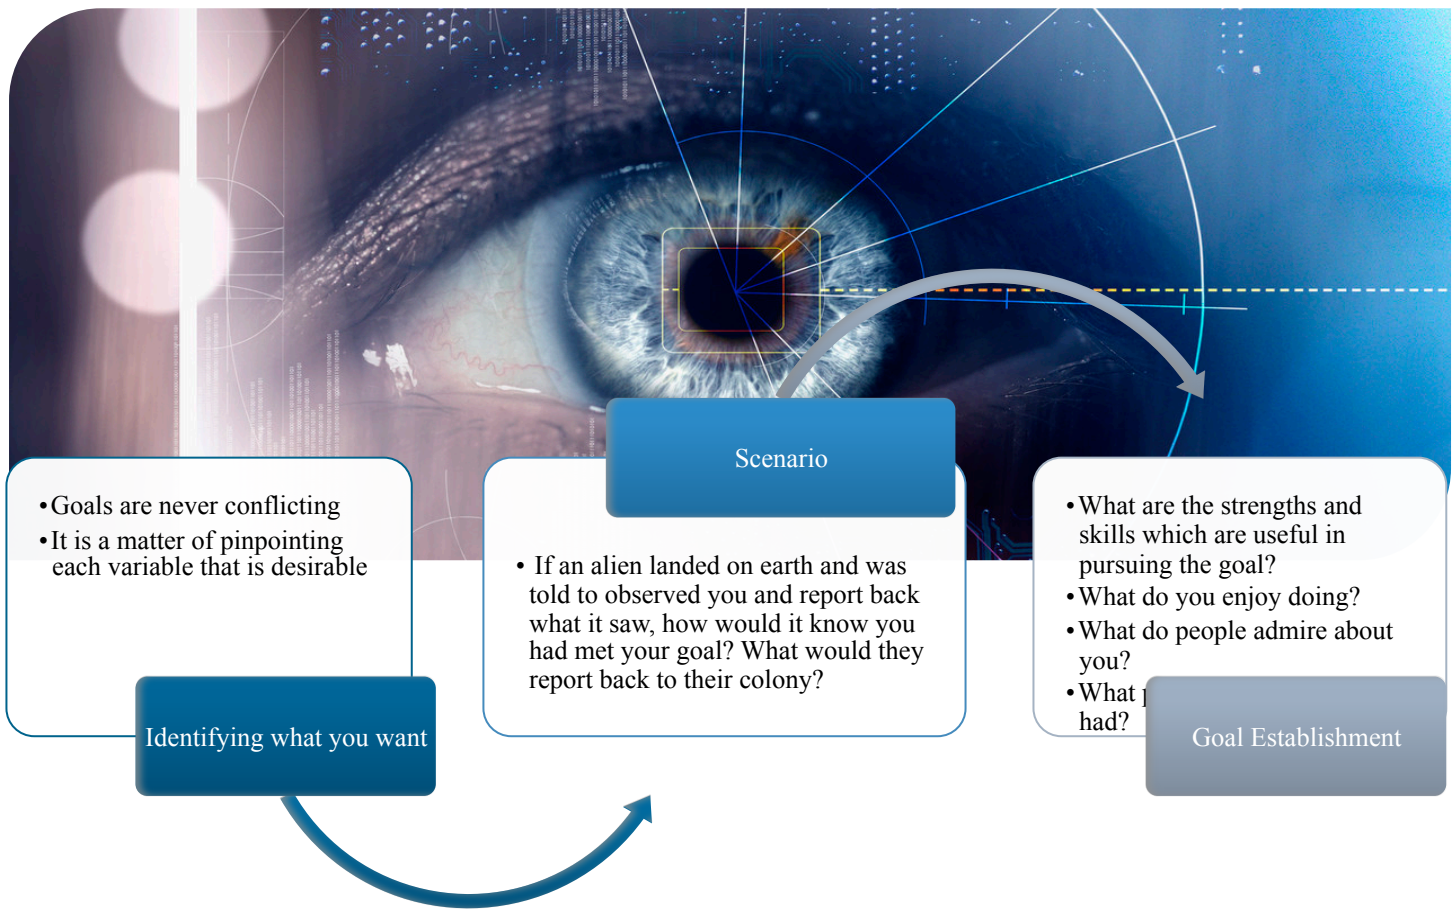 • Goals are never conflicting
• It is a matter of pinpointing
each variable that is desirable
Identifying what you want
Scenario
• If an alien landed on earth and was
told to observed you and report back
what it saw, how would it know you
had met your goal? What would they
report back to their colony?
• What are the strengths and
skills which are useful in
pursuing the goal?
• What do you enjoy doing?
• What do people admire about
you?
• What
had?
Goal Establishment